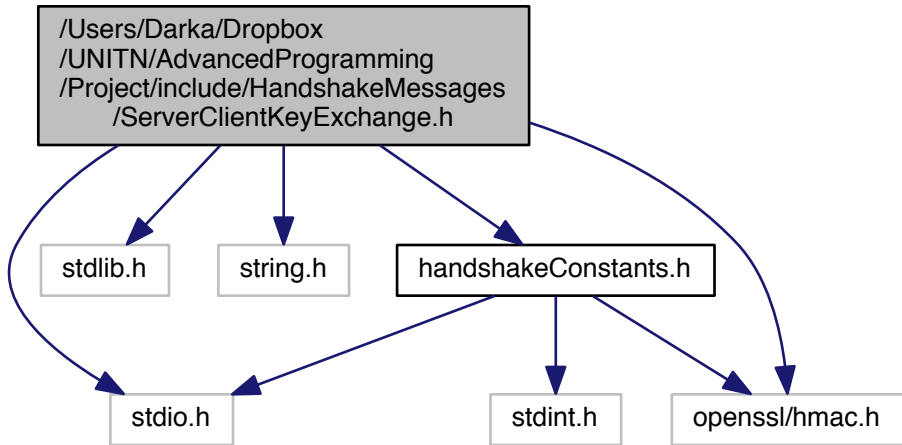 /Users/Darka/Dropbox
/UNITN/AdvancedProgramming
/Project/include/HandshakeMessages
/ServerClientKeyExchange.h
stdlib.h
string.h
handshakeConstants.h
stdio.h
stdint.h
openssl/hmac.h